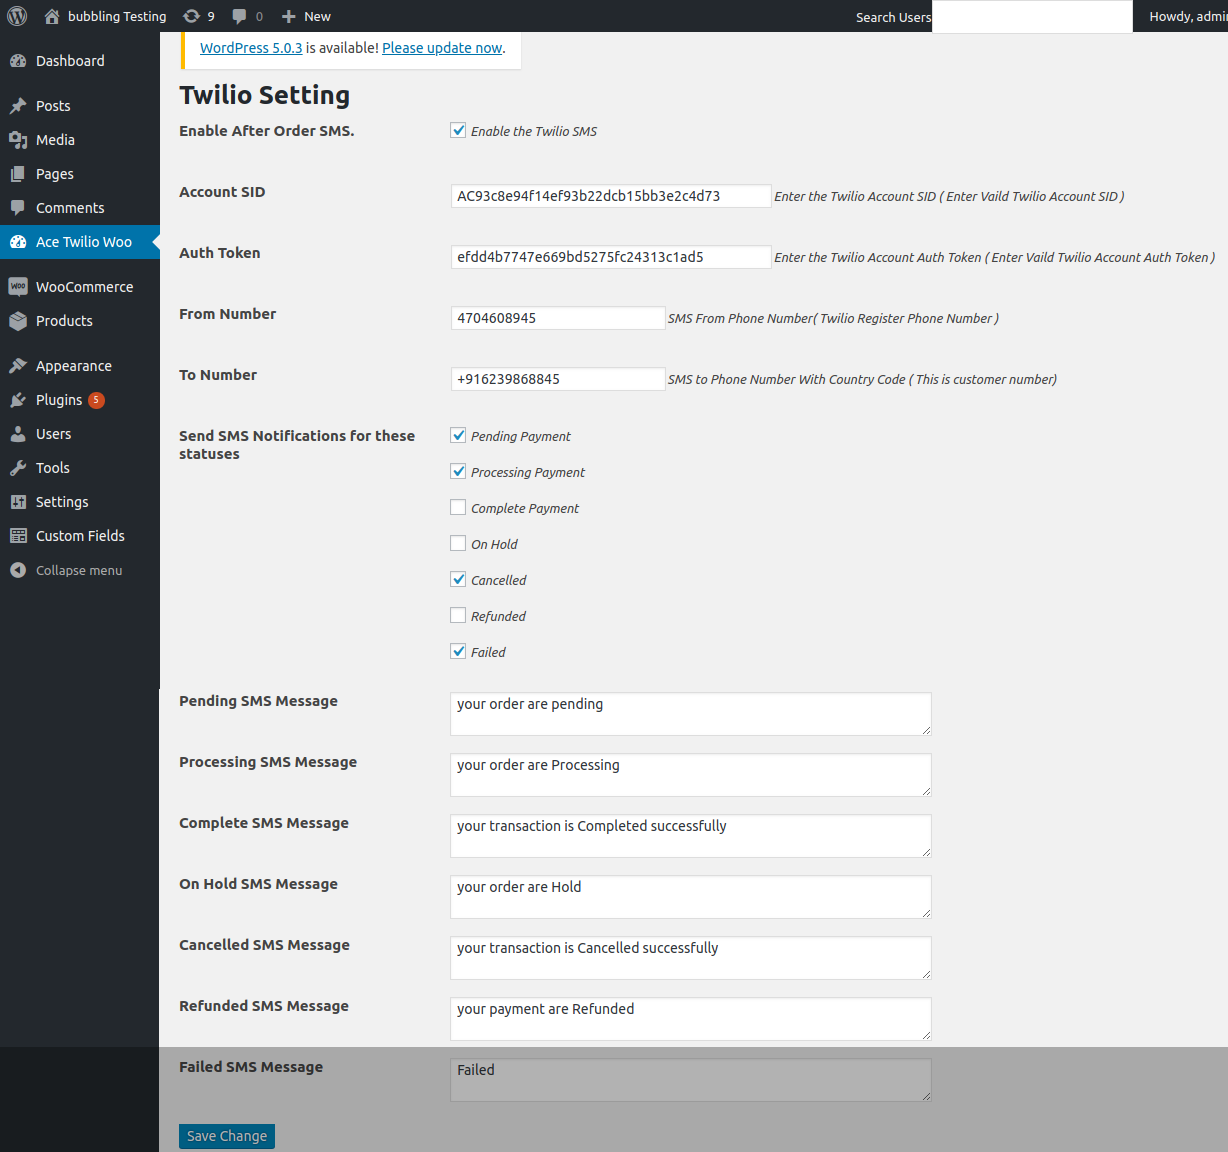 bubbling Testing 9 0 New Search Users Howdy, admi
WordPress 5.0.3 is available! Please update now.
Dashboard
Posts
Media
Pages
Comments
Ace Twilio Woo
WooCommerce
Products
Appearance
Plugins 5
Users
Tools
Settings
Custom Fields
Collapse menu
Twilio Setting
Enable After Order SMS. Enable the Twilio SMS
Account SID AC93c8e94f14ef93b22dcb15bb3e2c4d73 Enter the Twilio Account SID ( Enter Vaild Twilio Account SID )
Auth Token efdd4b7747e669bd5275fc24313c1ad5 Enter the Twilio Account Auth Token ( Enter Vaild Twilio Account Auth Token )
From Number 4704608945 SMS From Phone Number( Twilio Register Phone Number )
To Number +916239868845 SMS to Phone Number With Country Code ( This is customer number)
Send SMS Notifications for these
statuses
Pending Payment
Processing Payment
Complete Payment
On Hold
Cancelled
Refunded
Failed
Pending SMS Message your order are pending
Processing SMS Message your order are Processing
Complete SMS Message your transaction is Completed successfully
On Hold SMS Message your order are Hold
Cancelled SMS Message your transaction is Cancelled successfully
Refunded SMS Message your payment are Refunded
Failed SMS Message Failed
Save Change